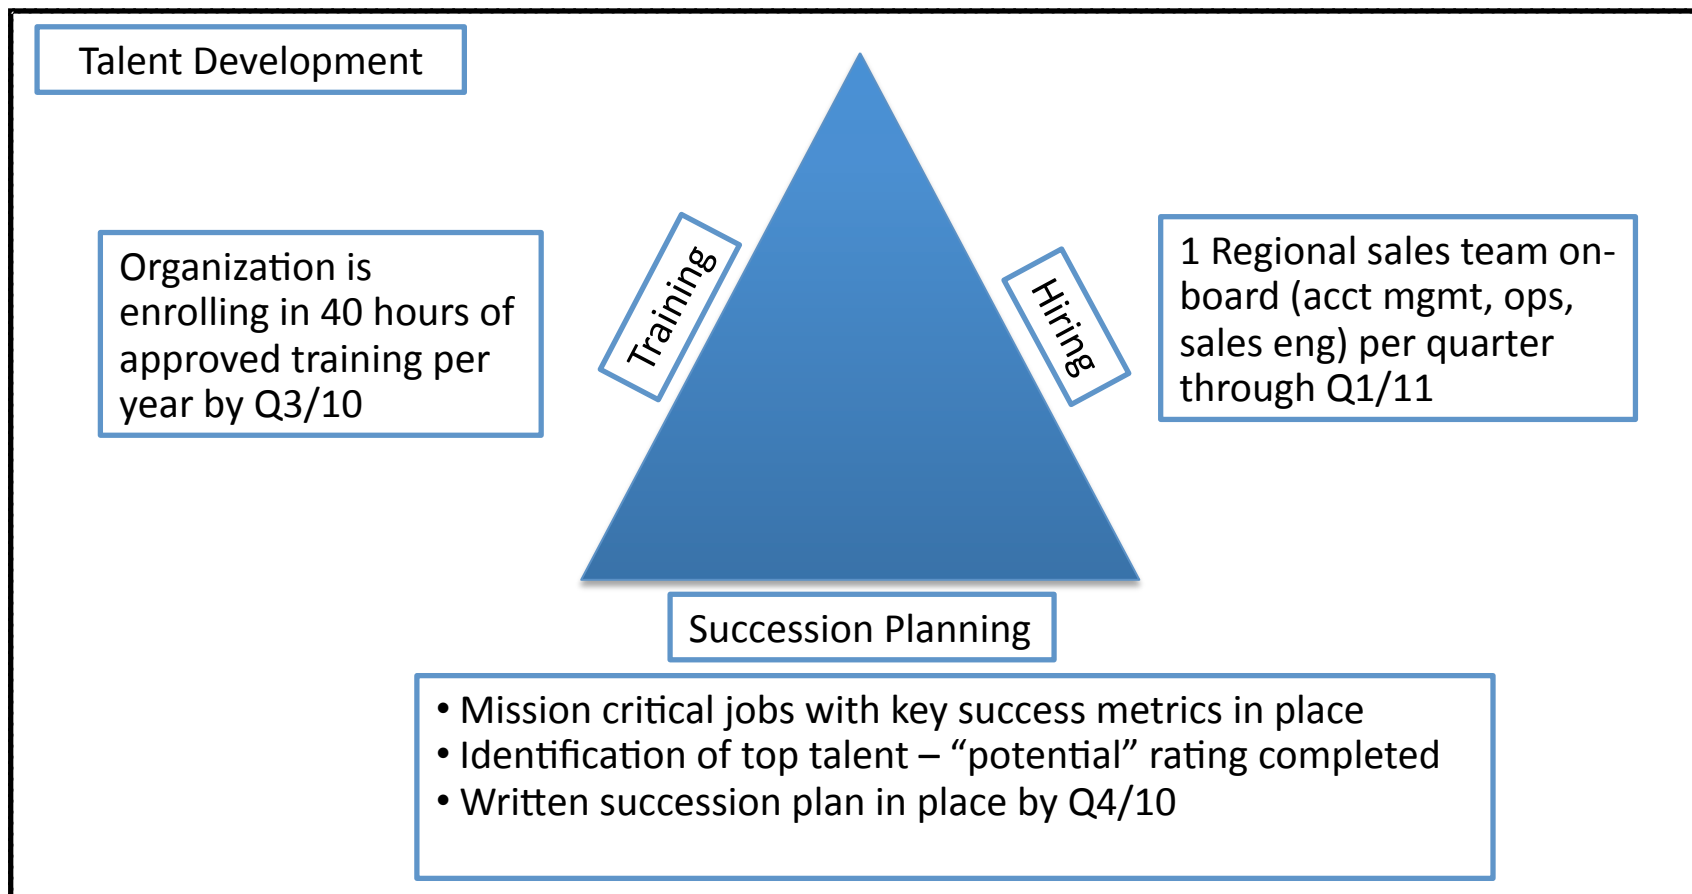 Talent Development
Organization is
enrolling in 40 hours of
approved training per
year by Q3/10
Training
Hiring
1 Regional sales team on-
board (acct mgmt, ops,
sales eng) per quarter
through Q1/11
Succession Planning
• Mission critical jobs with key success metrics in place
• Identification of top talent – “potential” rating completed
• Written succession plan in place by Q4/10